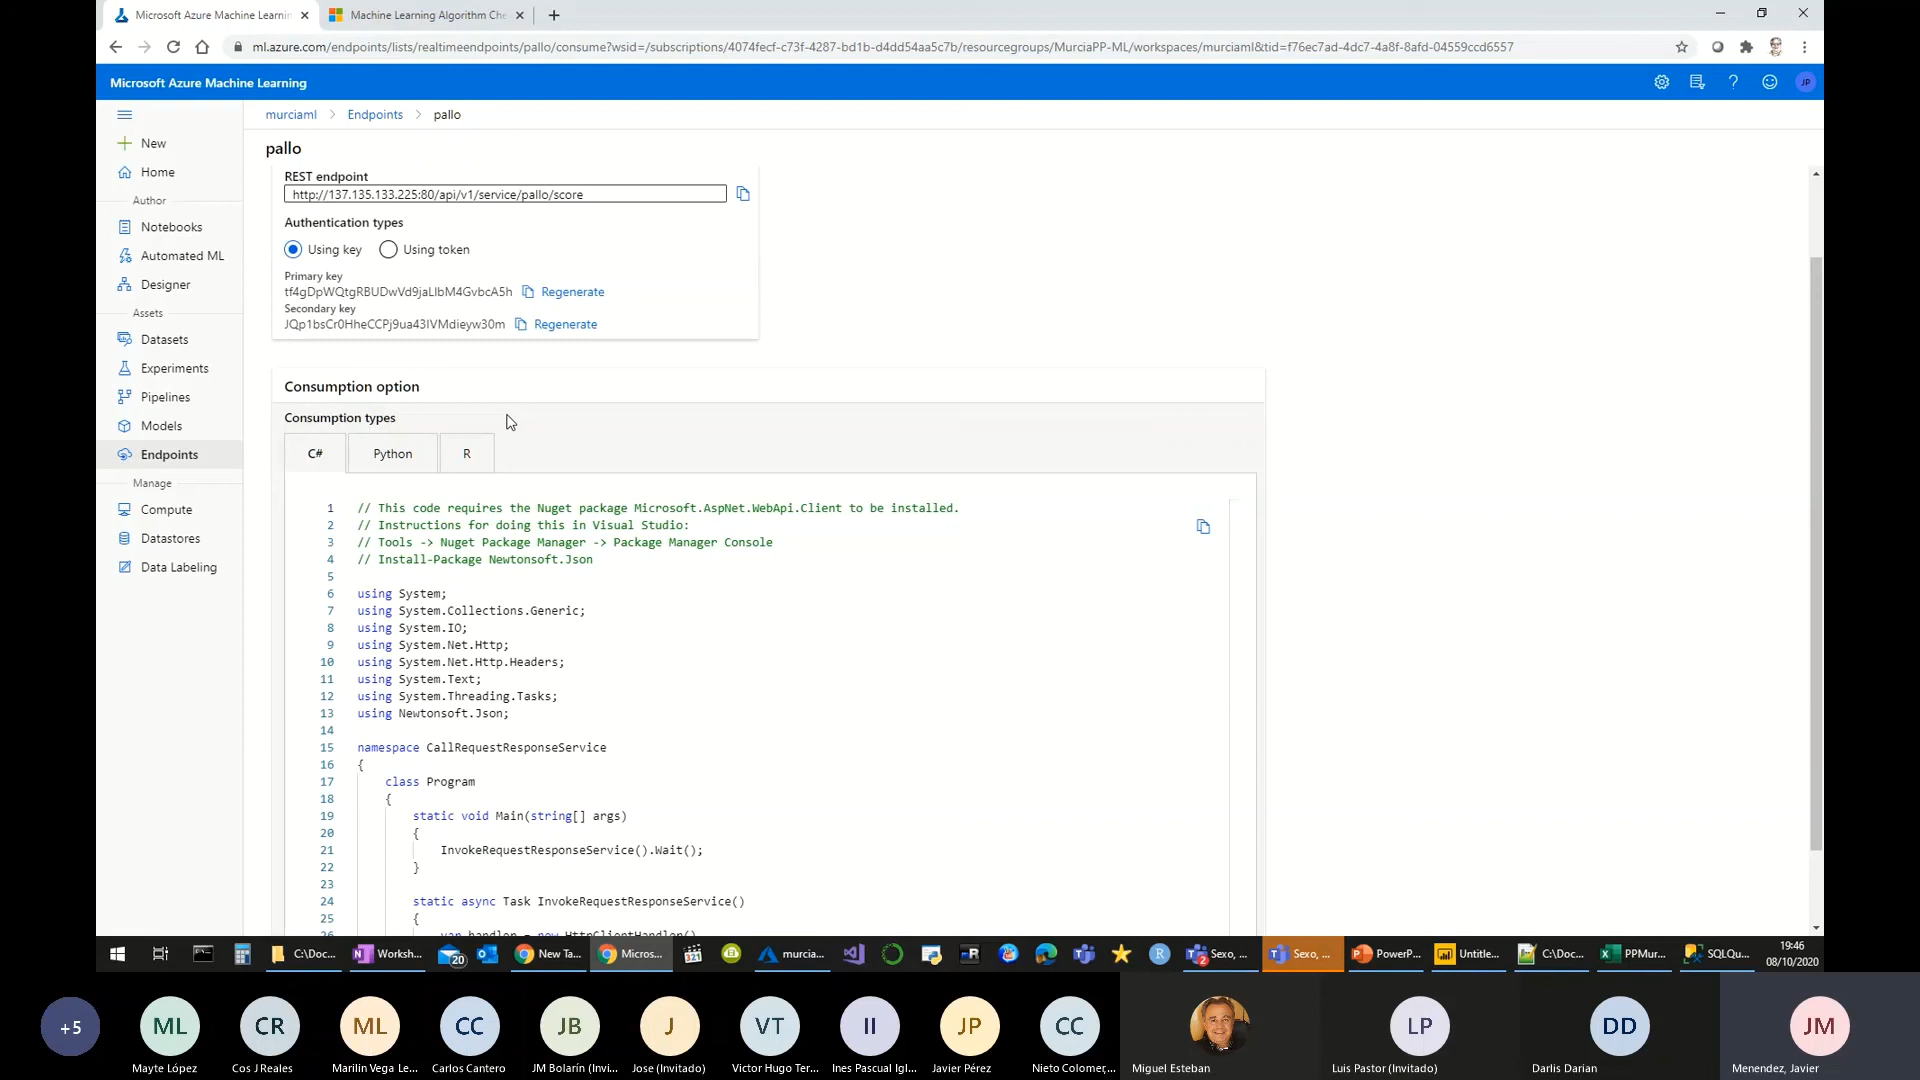 Microsoft Azure Machine Learnin
Machine Learning Algorithm Che
ml.azure.com/endpoints/lists/realtimeendpoints/pallo/consume?wsid=/subscriptions/4074fecf-c73f-4287-bd1b-d4dd54aa5c7b/resourcegroups/MurciaPP-ML/workspaces/murciaml&tid=f76ec7ad-4dc7-4a8f-8afd-04559ccd6557
Microsoft Azure Machine Learning
JP
murciaml > Endpoints > pallo
New
Home
Author
Notebooks
Automated ML
Designer
Assets
Datasets
Experiments
Pipelines
Models
Endpoints
Manage
Compute
Datastores
Data Labeling
pallo
REST endpoint
http://137.135.133.225:80/api/v1/service/pallo/score
Authentication types
Using key Using token
Primary key
tf4gDpWQtgRBUDwVd9jaLIbM4GvbcA5h Regenerate
Secondary key
JQp1bsCr0HheCCPj9ua43IVMdieyw30m Regenerate
Consumption option
Consumption types
C# Python R
1 // This code requires the Nuget package Microsoft.AspNet.WebApi.Client to be installed.
2 // Instructions for doing this in Visual Studio:
3 // Tools -> Nuget Package Manager -> Package Manager Console
4 // Install-Package Newtonsoft.Json
5
6 using System;
7 using System.Collections.Generic;
8 using System.IO;
9 using System.Net.Http;
10 using System.Net.Http.Headers;
11 using System.Text;
12 using System.Threading.Tasks;
13 using Newtonsoft.Json;
14
15 namespace CallRequestResponseService
16 {
17 class Program
18 {
19 static void Main(string[] args)
20 {
21 InvokeRequestResponseService().Wait();
22 }
23
24 static async Task InvokeRequestResponseService()
25 {
26 var handler = new HttpClientHandler()
C:\Doc... Worksh... 20 New Ta... Micros... 321 murcia... R R 2 Sexo, ... Sexo, ... PowerP... Untitle... C:\Doc... PPMur... SQLQu...
19:46
08/10/2020
+5 ML CR ML CC JB J VT II JP CC LP DD JM
Mayte López Cos J Reales Marilin Vega Le... Carlos Cantero JM Bolarín (Invi... Jose (Invitado) Victor Hugo Ter... Ines Pascual Igl... Javier Pérez Nieto Colomer,... Miguel Esteban Luis Pastor (Invitado) Darlis Darian Menendez, Javier